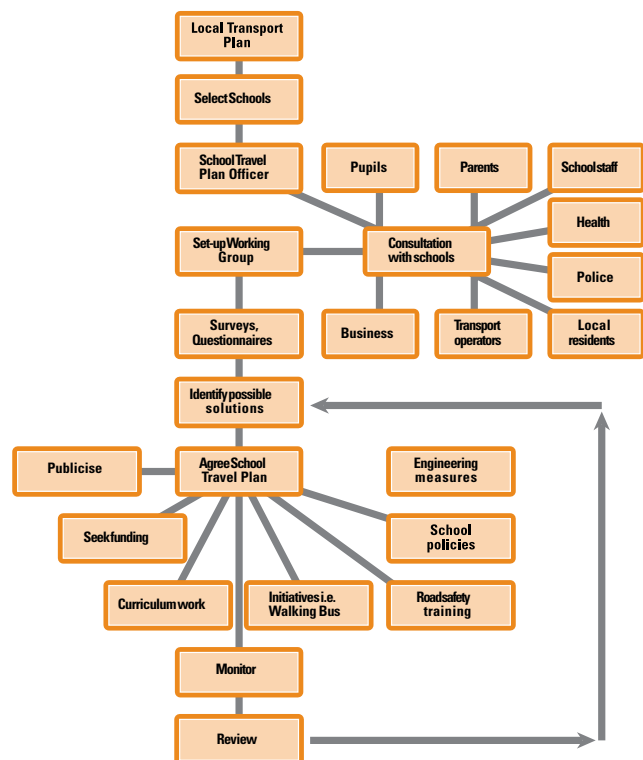 Local Transport
Plan
Select Schools
School Travel
Plan Officer
Pupils
Parents
School staff
Health
Set-up Working
Group
Consultation
with schools
Police
Surveys,
Questionnaires
Business
Transport
operators
Local
residents
Identify possible
solutions
Publicise
Agree School
Travel Plan
Engineering
measures
Seek funding
School
policies
Curriculum work
Initiatives i.e.
Walking Bus
Road safety
training
Monitor
Review